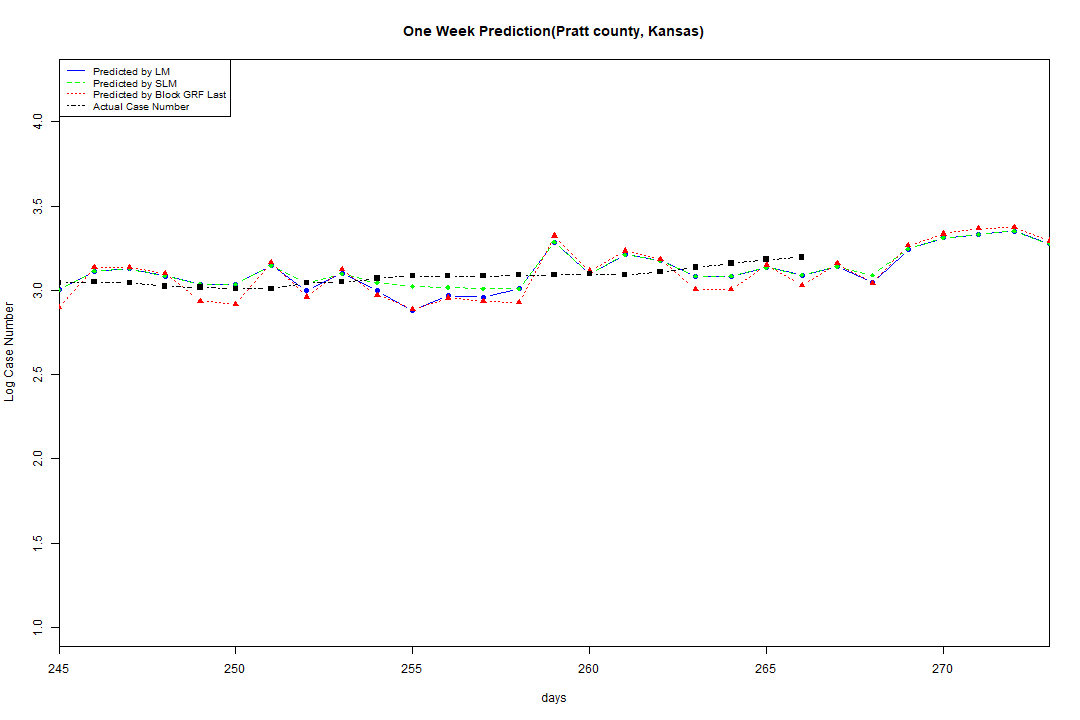 One Week Prediction(Pratt county, Kansas)
Predicted by LM
Predicted by SLM
Predicted by Block GRF Last
Actual Case Number
4.0
3.5
3.0
2.5
2.0
1.5
1.0
Log Case Number
245 250 255 260 265 270
days